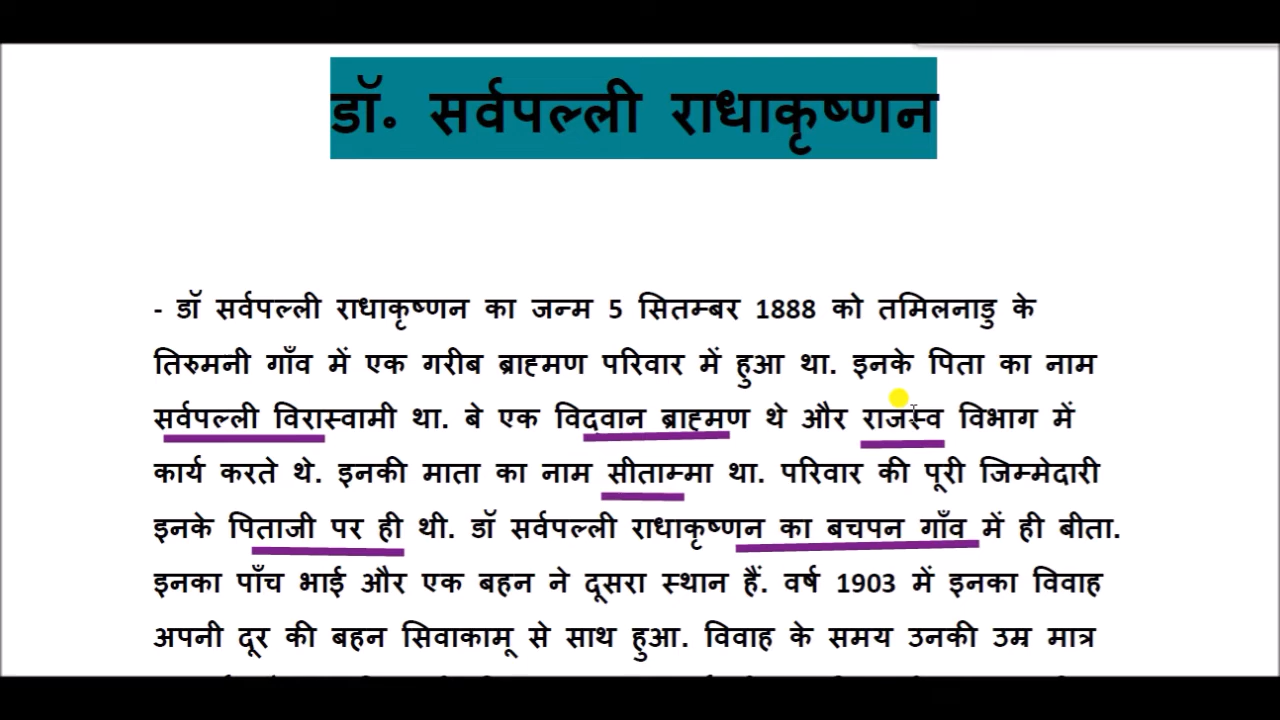 डॉ. सर्वपल्ली राधाकृष्णन
- डॉ सर्वपल्ली राधाकृष्णन का जन्म 5 सितम्बर 1888 को तमिलनाडु के
तिरुमनी गाँव में एक गरीब ब्राह्मण परिवार में हुआ था. इनके पिता का नाम
सर्वपल्ली विरास्वामी था. बे एक विद्वान ब्राह्मण थे और राजस्व विभाग में
कार्य करते थे. इनकी माता का नाम सीताम्मा था. परिवार की पूरी जिम्मेदारी
इनके पिताजी पर ही थी. डॉ सर्वपल्ली राधाकृष्णन का बचपन गाँव में ही बीता.
इनका पाँच भाई और एक बहन ने दूसरा स्थान हैं. वर्ष 1903 में इनका विवाह
अपनी दूर की बहन सिवाकामू से साथ हुआ. विवाह के समय उनकी उम्र मात्र